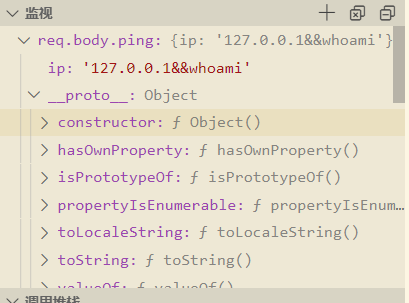 监视
req.body.ping: {ip: '127.0.0.1&&whoami'}
ip: '127.0.0.1&&whoami'
__proto__: Object
constructor: ƒ Object()
hasOwnProperty: ƒ hasOwnProperty()
isPrototypeOf: ƒ isPrototypeOf()
propertyIsEnumerable: ƒ propertyIsEnum…
toLocaleString: ƒ toLocaleString()
toString: ƒ toString()
valueOf: ƒ valueOf()
调用堆栈